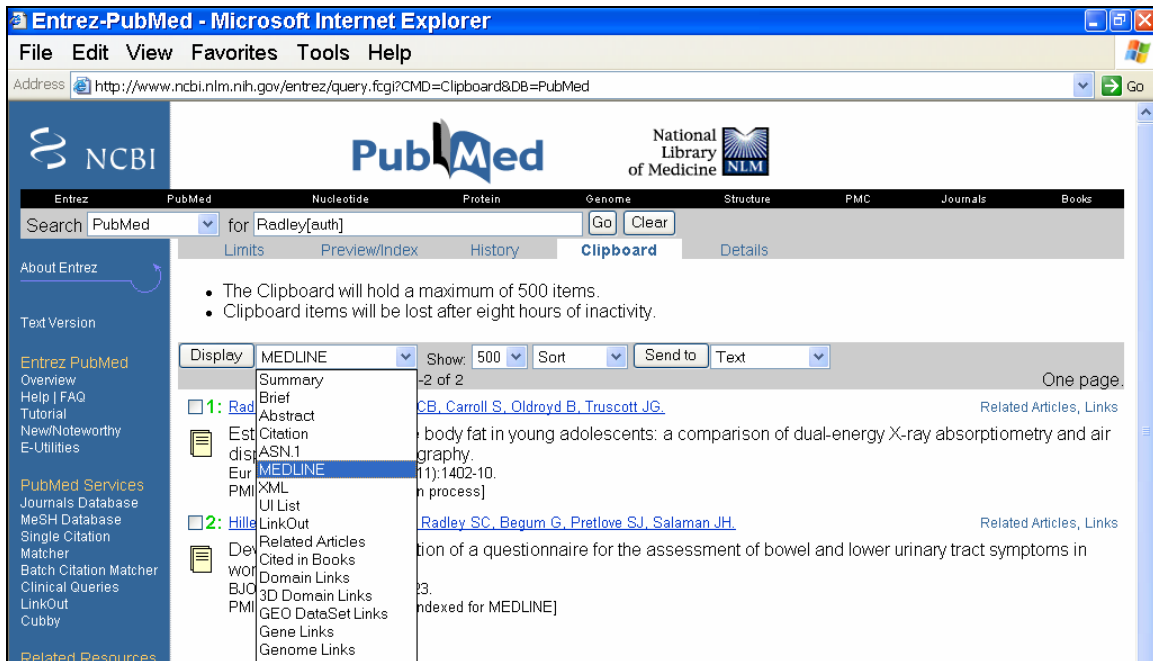 Entrez-PubMed - Microsoft Internet Explorer
File Edit View Favorites Tools Help
Address http://www.ncbi.nlm.nih.gov/entrez/query.fcgi?CMD=Clipboard&DB=PubMed Go
NCBI PubMed National Library of Medicine NLM
Entrez PubMed Nucleotide Protein Genome Structure PMC Journals Books
Search PubMed for Radley[auth] Go Clear
Limits Preview/Index History Clipboard Details
About Entrez
Text Version
• The Clipboard will hold a maximum of 500 items.
• Clipboard items will be lost after eight hours of inactivity.
Display MEDLINE Show: 500 Sort Send to Text
-2 of 2 One page.
Summary
Brief
Abstract
Citation
ASN.1
MEDLINE
XML
UI List
LinkOut
Related Articles
Cited in Books
Domain Links
3D Domain Links
GEO DataSet Links
Gene Links
Genome Links
1: Rad CB, Carroll S, Oldroyd B, Truscott JG. Related Articles, Links
Est body fat in young adolescents: a comparison of dual-energy X-ray absorptiometry and air
dis graphy.
Eur 11):1402-10.
PMI n process]
2: Hille Radley SC, Begum G, Pretlove SJ, Salaman JH. Related Articles, Links
De tion of a questionnaire for the assessment of bowel and lower urinary tract symptoms in
wor
BJO 23.
PMI ndexed for MEDLINE]
Entrez PubMed
Overview
Help | FAQ
Tutorial
New/Noteworthy
E-Utilities
PubMed Services
Journals Database
MeSH Database
Single Citation
Matcher
Batch Citation Matcher
Clinical Queries
LinkOut
Cubby
Related Resources